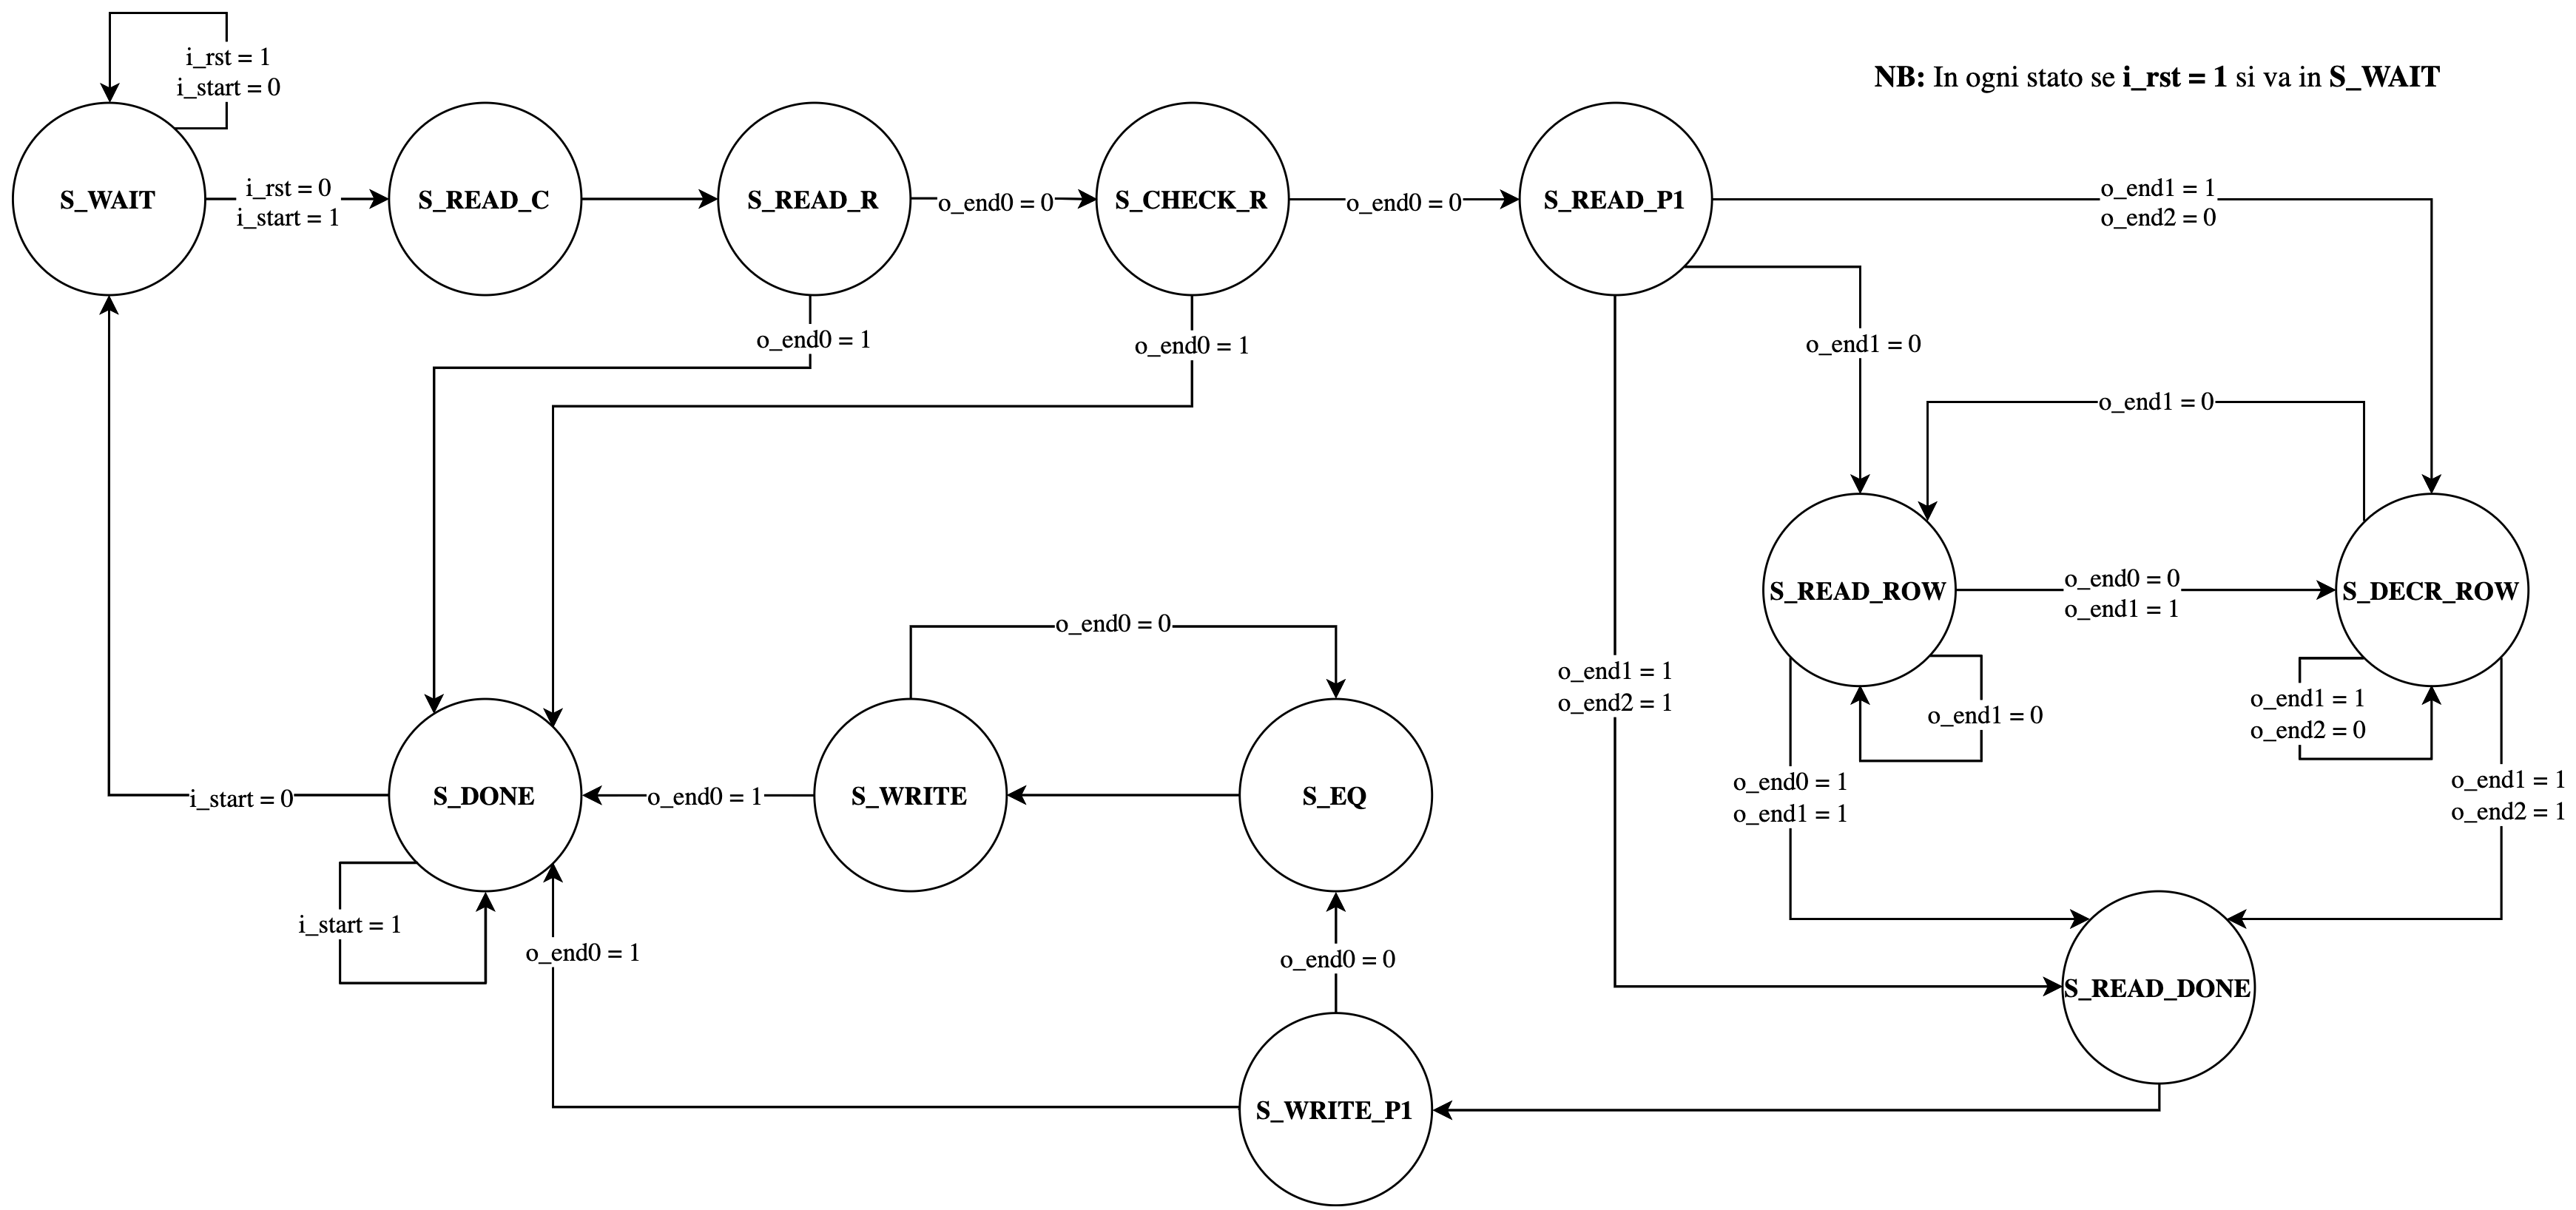 i_rst = 1
i_start = 0
NB: In ogni stato se i_rst = 1 si va in S_WAIT
S_WAIT
i_rst = 0
i_start = 1
S_READ_C
S_READ_R
o_end0 = 0
S_CHECK_R
o_end0 = 0
S_READ_P1
o_end1 = 1
o_end2 = 0
o_end0 = 1
o_end0 = 1
o_end1 = 0
o_end1 = 0
S_READ_ROW
o_end0 = 0
o_end1 = 1
S_DECR_ROW
o_end0 = 0
o_end1 = 1
o_end2 = 1
o_end1 = 0
o_end1 = 1
o_end2 = 0
o_end0 = 1
o_end1 = 1
o_end1 = 1
o_end2 = 1
i_start = 0
S_DONE
o_end0 = 1
S_WRITE
S_EQ
i_start = 1
o_end0 = 1
o_end0 = 0
S_READ_DONE
S_WRITE_P1